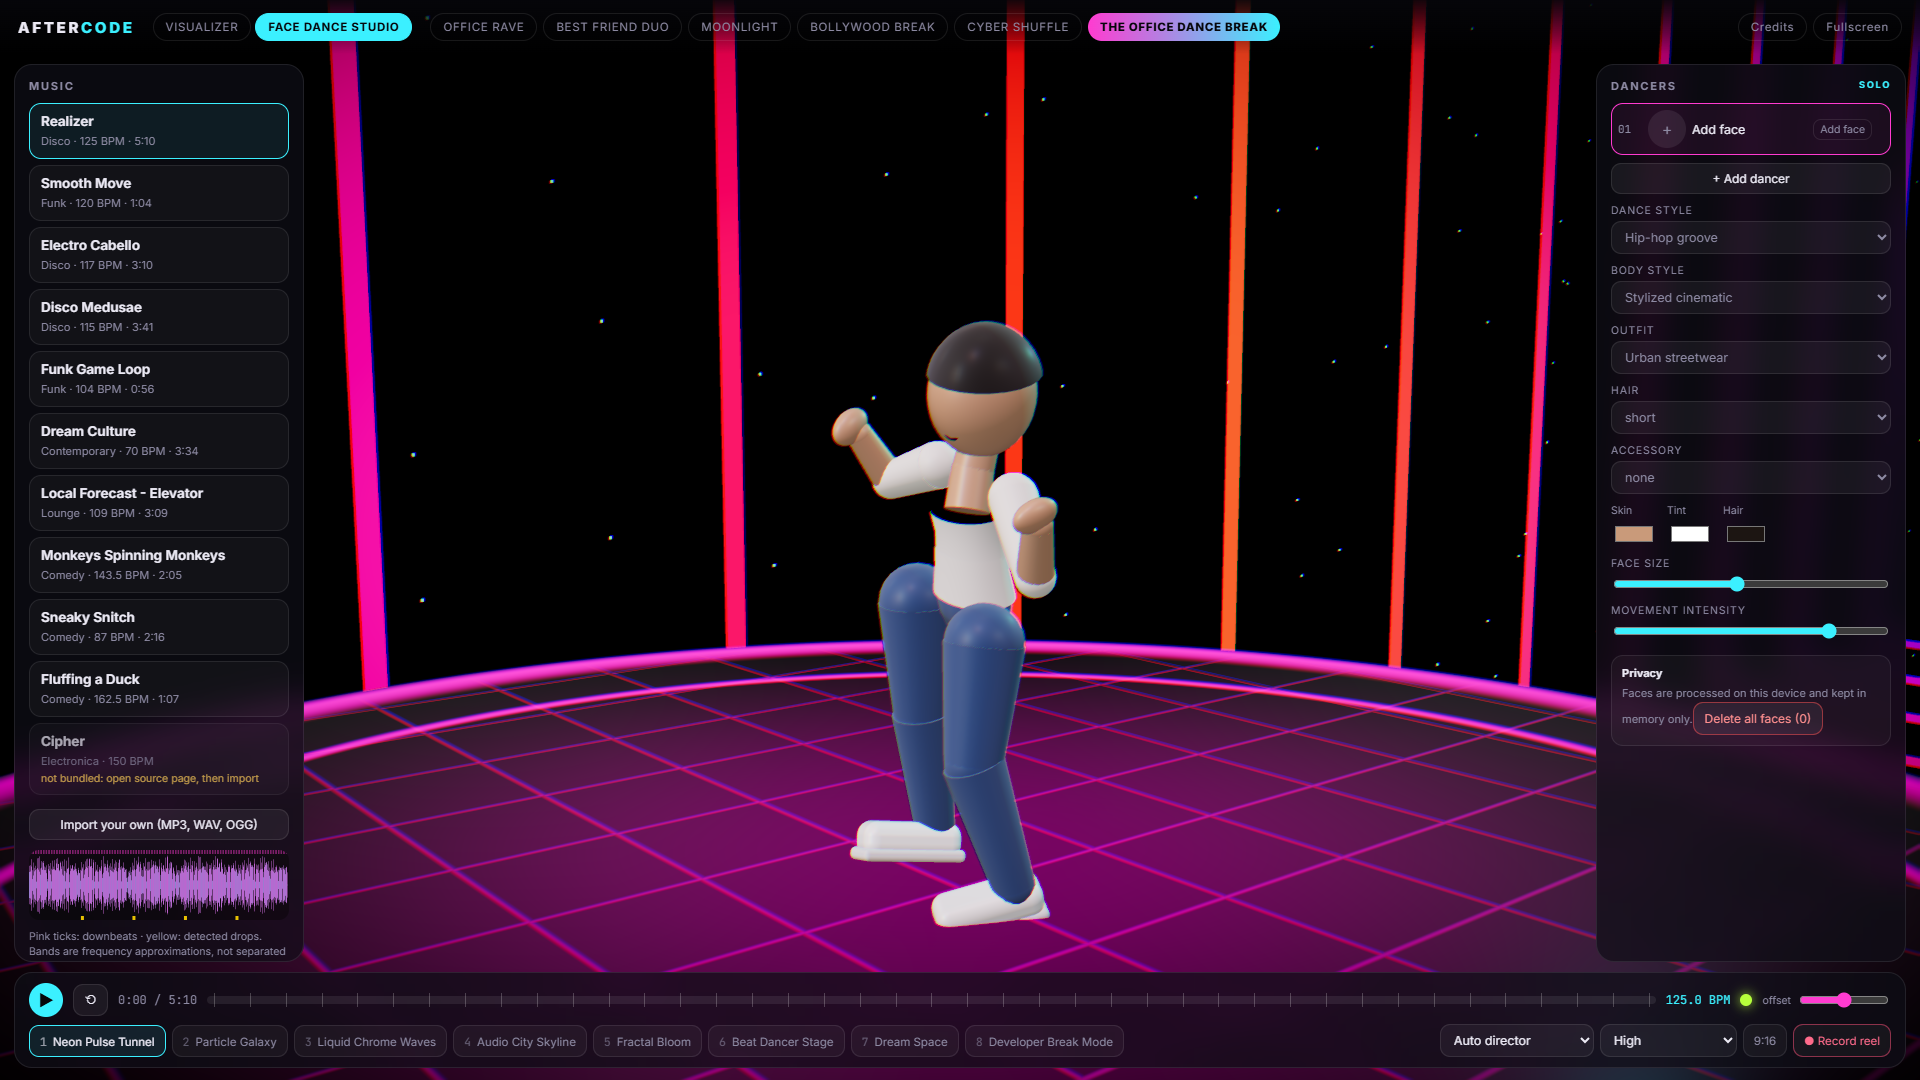 AFTERCODE
VISUALIZER
FACE DANCE STUDIO
OFFICE RAVE
BEST FRIEND DUO
MOONLIGHT
BOLLYWOOD BREAK
CYBER SHUFFLE
THE OFFICE DANCE BREAK
Credits
Fullscreen
MUSIC
Realizer
Disco · 125 BPM · 5:10
Smooth Move
Funk · 120 BPM · 1:04
Electro Cabello
Disco · 117 BPM · 3:10
Disco Medusae
Disco · 115 BPM · 3:41
Funk Game Loop
Funk · 104 BPM · 0:56
Dream Culture
Contemporary · 70 BPM · 3:34
Local Forecast - Elevator
Lounge · 109 BPM · 3:09
Monkeys Spinning Monkeys
Comedy · 143.5 BPM · 2:05
Sneaky Snitch
Comedy · 87 BPM · 2:16
Fluffing a Duck
Comedy · 162.5 BPM · 1:07
Cipher
Electronica · 150 BPM
not bundled: open source page, then import
Import your own (MP3, WAV, OGG)
Pink ticks: downbeats · yellow: detected drops.
Bands are frequency approximations, not separated
DANCERS
SOLO
01
+
Add face
Add face
+ Add dancer
DANCE STYLE
Hip-hop groove
BODY STYLE
Stylized cinematic
OUTFIT
Urban streetwear
HAIR
short
ACCESSORY
none
Skin
Tint
Hair
FACE SIZE
MOVEMENT INTENSITY
Privacy
Faces are processed on this device and kept in
memory only. Delete all faces (0)
0:00 / 5:10
125.0 BPM
offset
1 Neon Pulse Tunnel
2 Particle Galaxy
3 Liquid Chrome Waves
4 Audio City Skyline
5 Fractal Bloom
6 Beat Dancer Stage
7 Dream Space
8 Developer Break Mode
Auto director
High
9:16
Record reel